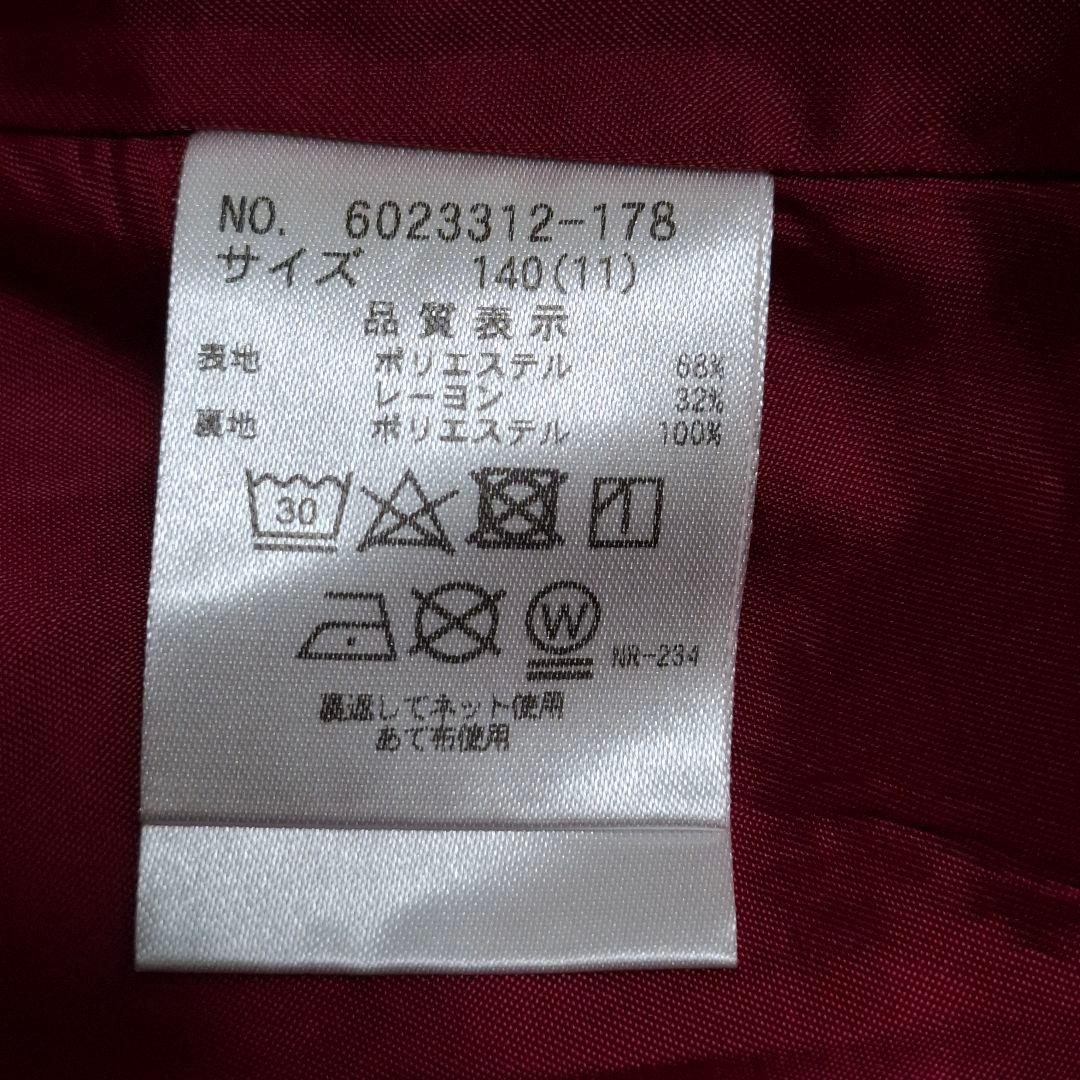 NO. 6023312-178
サイズ 140(11)
品質表示
表地 ポリエステル 68%
レーヨン 32%
裏地 ポリエステル 100%
30
W NR-234
裏返してネット使用
あて布使用